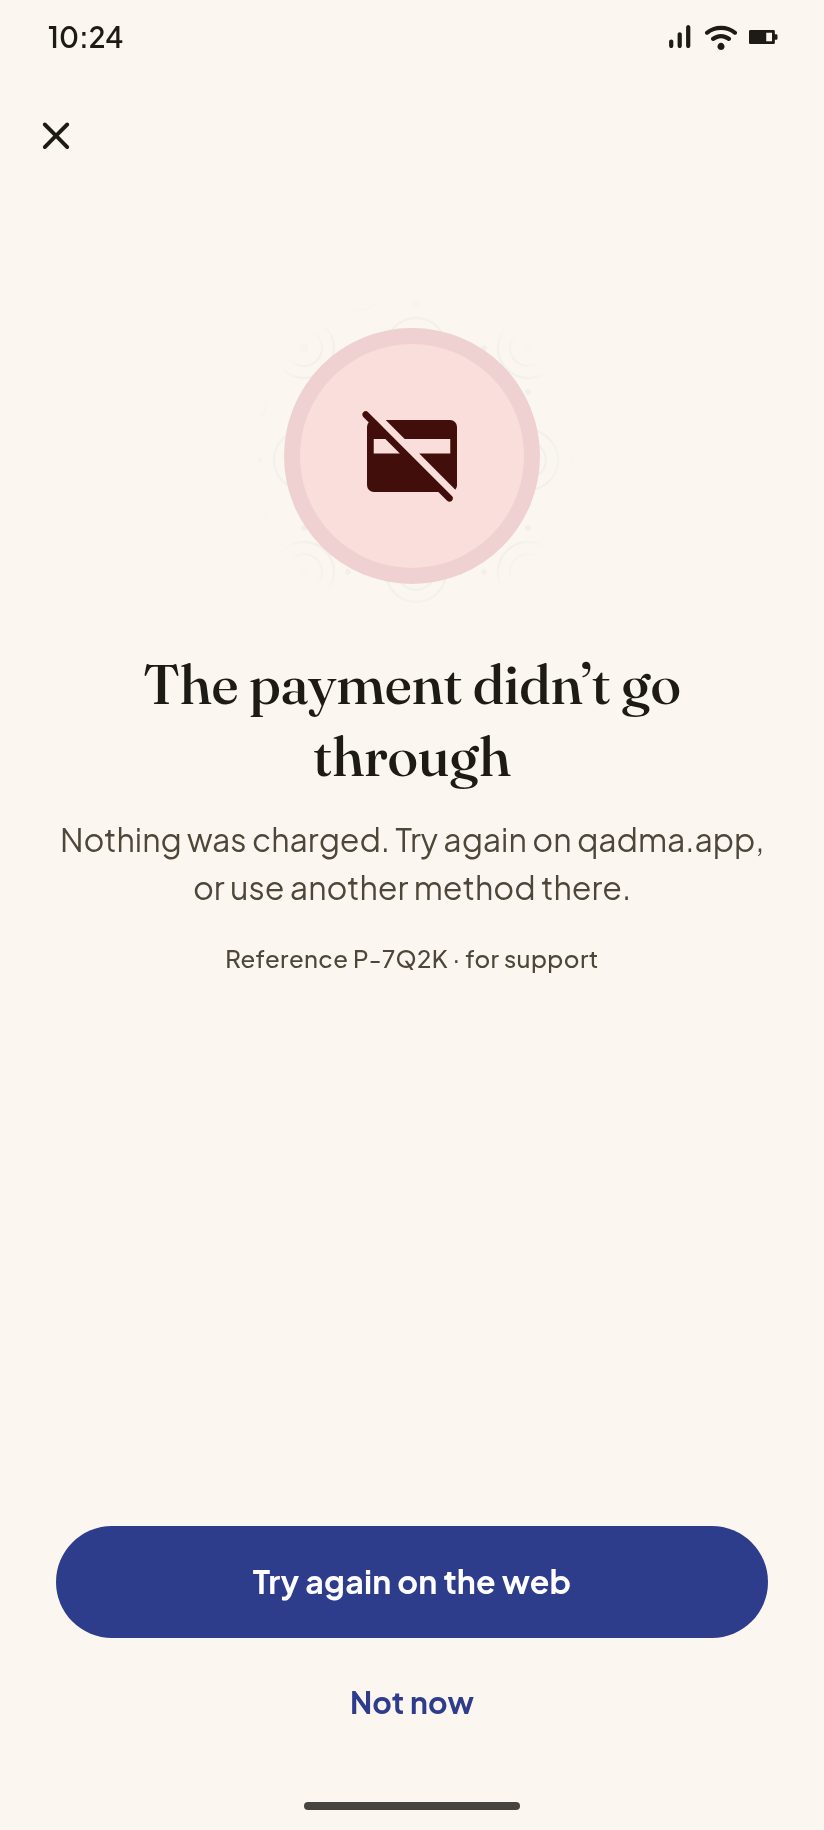 10:24
The payment didn’t go
through
Nothing was charged. Try again on qadma.app,
or use another method there.
Reference P-7Q2K · for support
Try again on the web
Not now